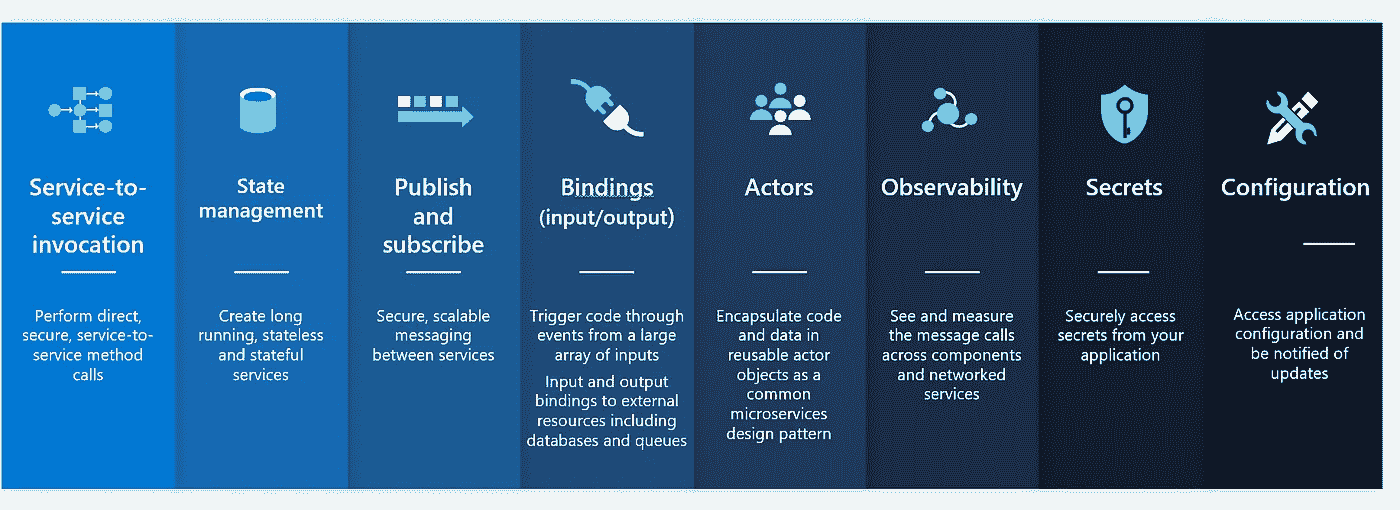 Service-to-
service
invocation
Perform direct,
secure, service-to-
service method
calls
State
management
Create long
running, stateless
and stateful
services
Publish
and
subscribe
Secure, scalable
messaging
between services
Bindings
(input/output)
Trigger code through
events from a large
array of inputs
Input and output
bindings to external
resources including
databases and queues
Actors
Encapsulate code
and data in
reusable actor
objects as a
common
microservices
design pattern
Observability
See and measure
the message calls
across components
and networked
services
Secrets
Securely access
secrets from your
application
Configuration
Access application
configuration and
be notified of
updates